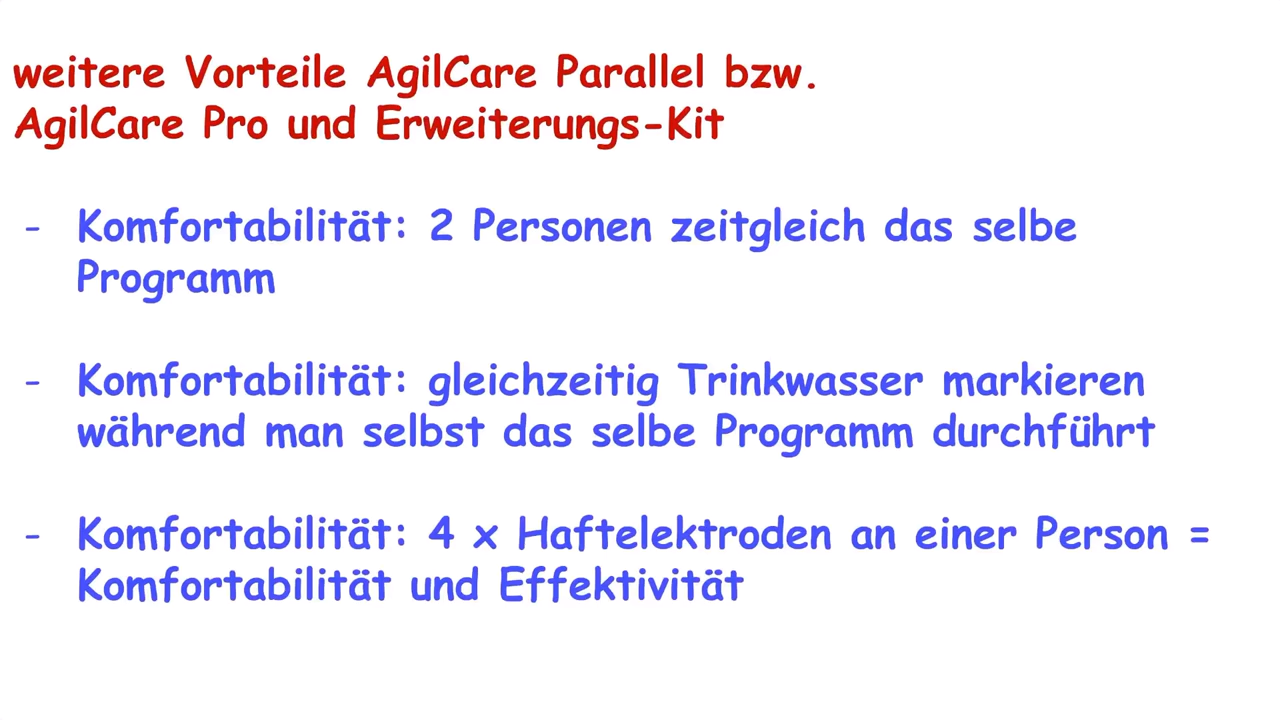 weitere Vorteile AgilCare Parallel bzw.
AgilCare Pro und Erweiterungs-Kit
- Komfortabilität: 2 Personen zeitgleich das selbe
Programm
- Komfortabilität: gleichzeitig Trinkwasser markieren
während man selbst das selbe Programm durchführt
- Komfortabilität: 4 x Haftelektroden an einer Person =
Komfortabilität und Effektivität